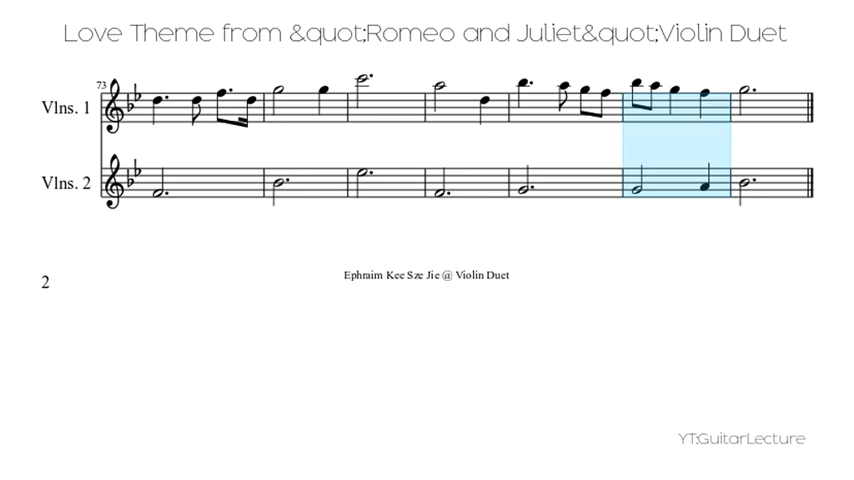 Love Theme from &quot;Romeo and Juliet&quot;Violin Duet
73
Vlns. 1
Vlns. 2
2
Ephraim Kee Sze Jie @ Violin Duet
YT:GuitarLecture